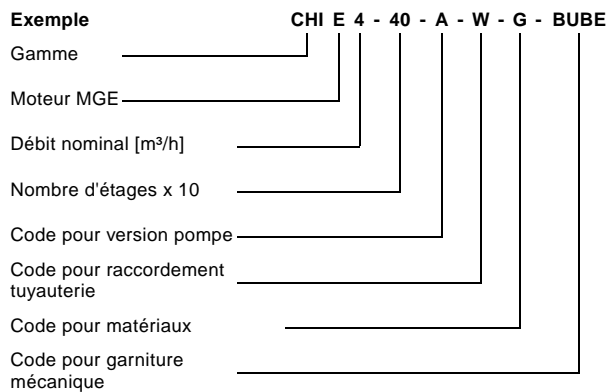 Exemple CHI E 4 - 40 - A - W - G - BUBE
Gamme
Moteur MGE
Débit nominal [m³/h]
Nombre d'étages x 10
Code pour version pompe
Code pour raccordement
tuyauterie
Code pour matériaux
Code pour garniture
mécanique